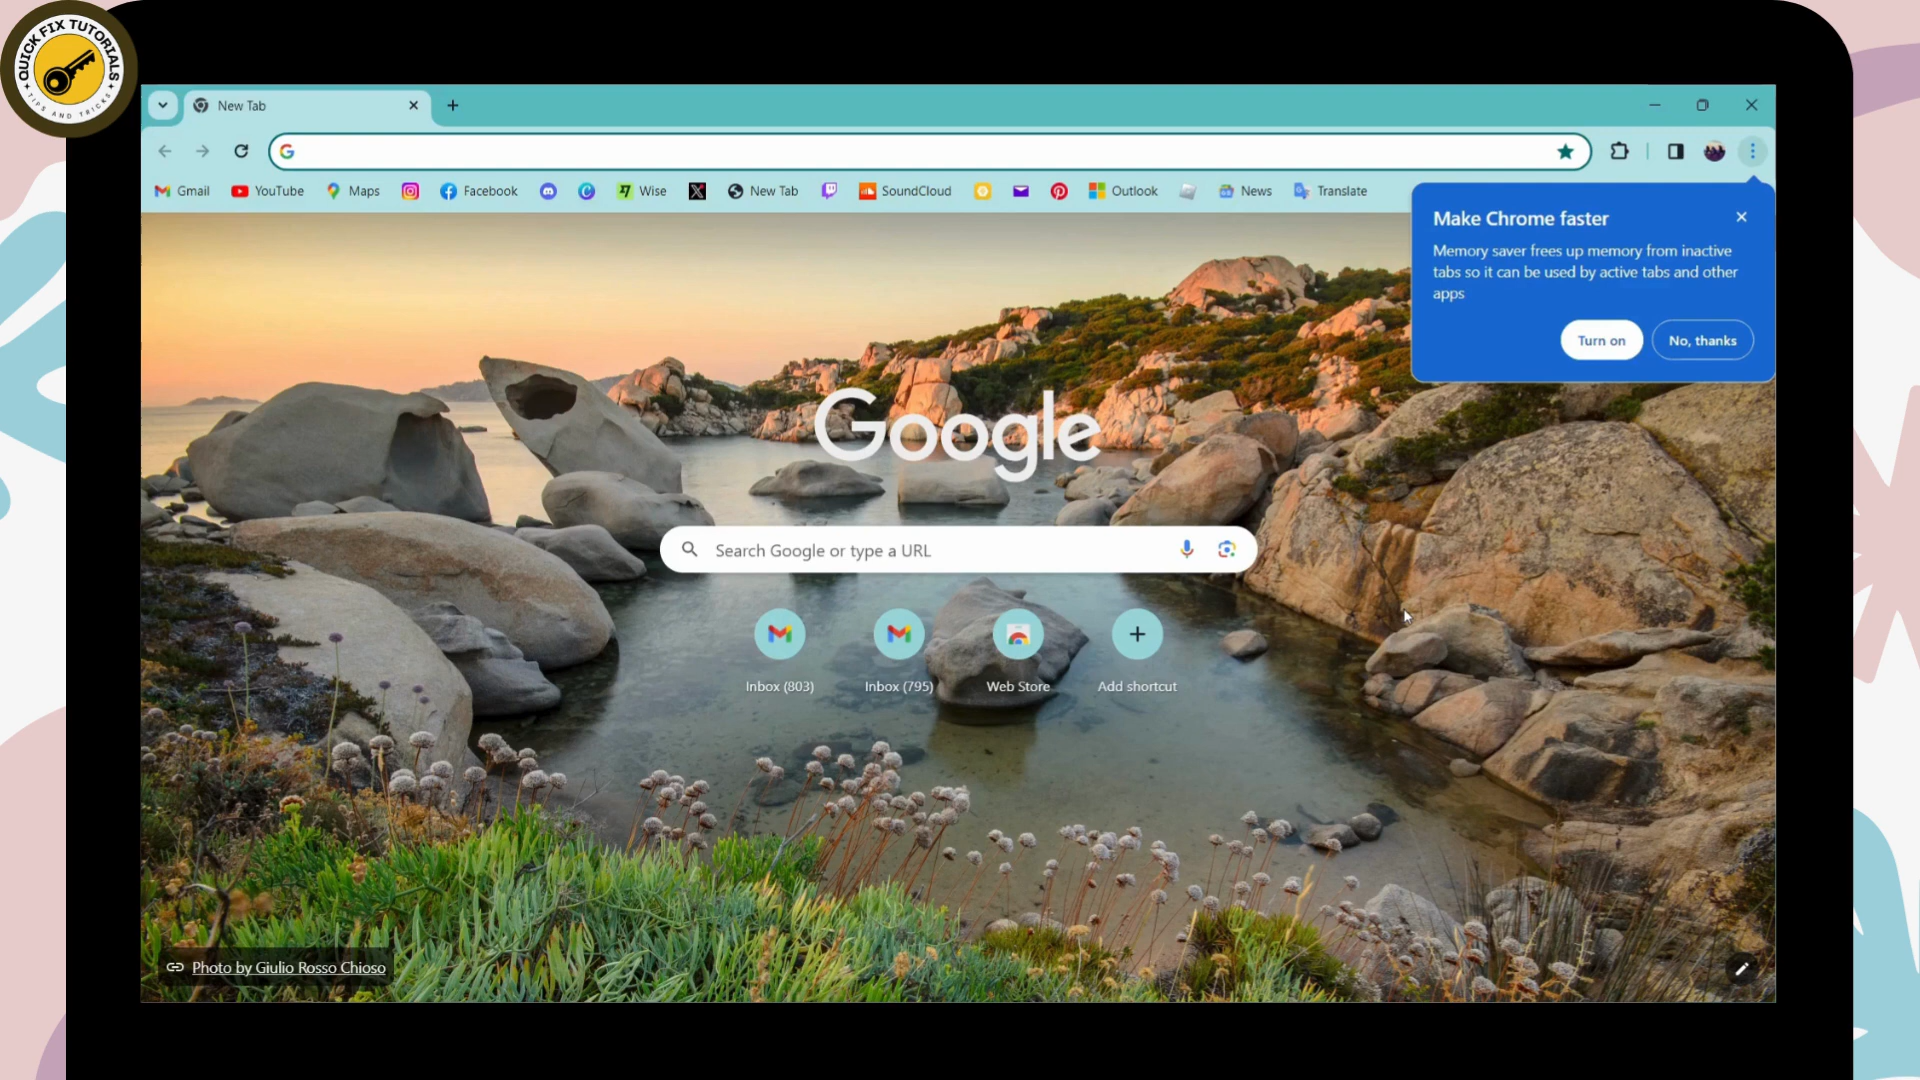 QUICK FIX TUTORIALS
TIPS AND TRICKS
New Tab
Gmail
YouTube
Maps
Facebook
Wise
New Tab
SoundCloud
Outlook
News
Translate
Make Chrome faster
Memory saver frees up memory from inactive
tabs so it can be used by active tabs and other
apps
Turn on
No, thanks
Google
Search Google or type a URL
Inbox (803)
Inbox (795)
Web Store
Add shortcut
Photo by Giulio Rosso Chioso